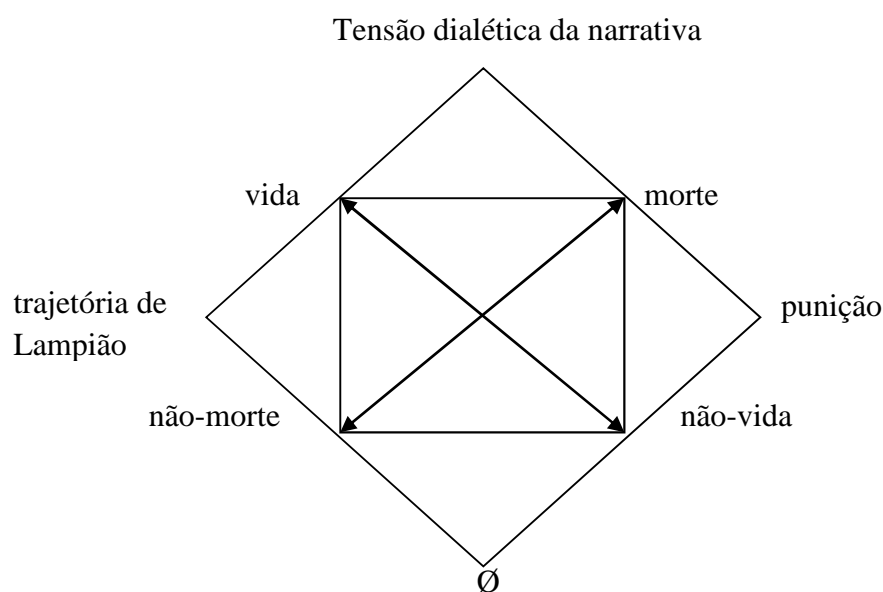 Tensão dialética da narrativa
vida
morte
trajetória de
Lampião
punição
não-morte
não-vida
Ø